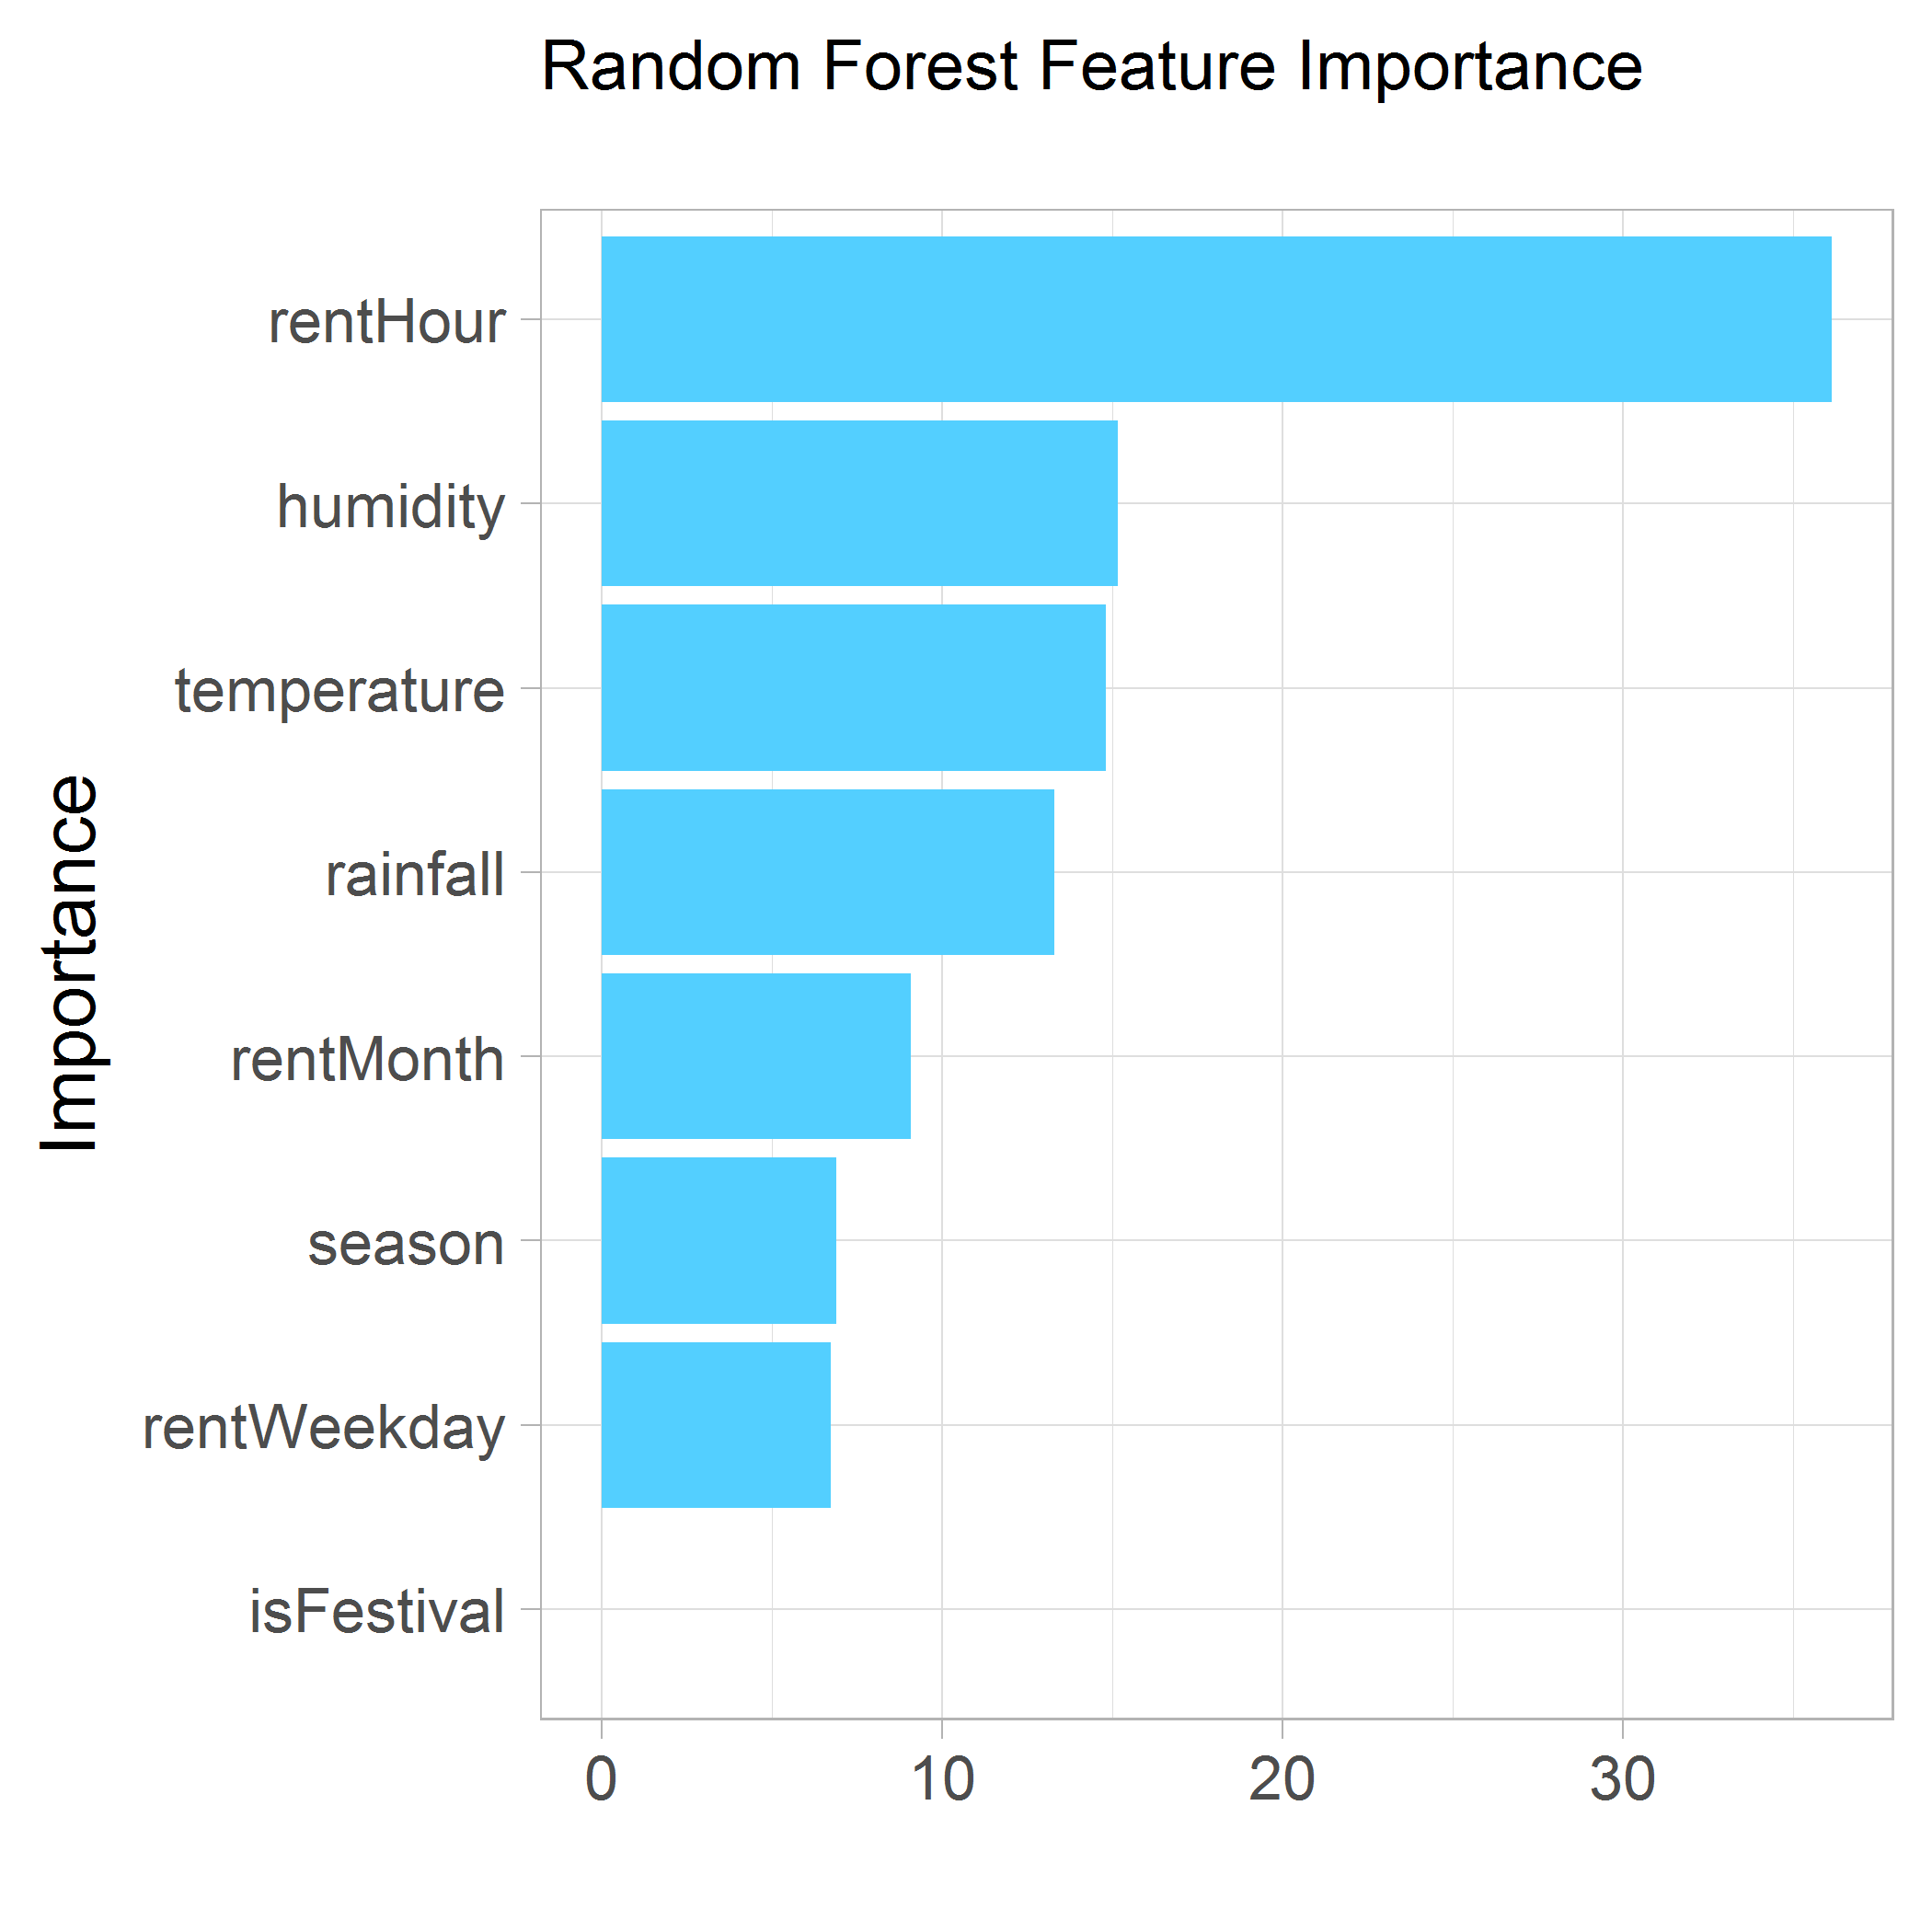 Random Forest Feature Importance
Importance
rentHour
humidity
temperature
rainfall
rentMonth
season
rentWeekday
isFestival
0 10 20 30